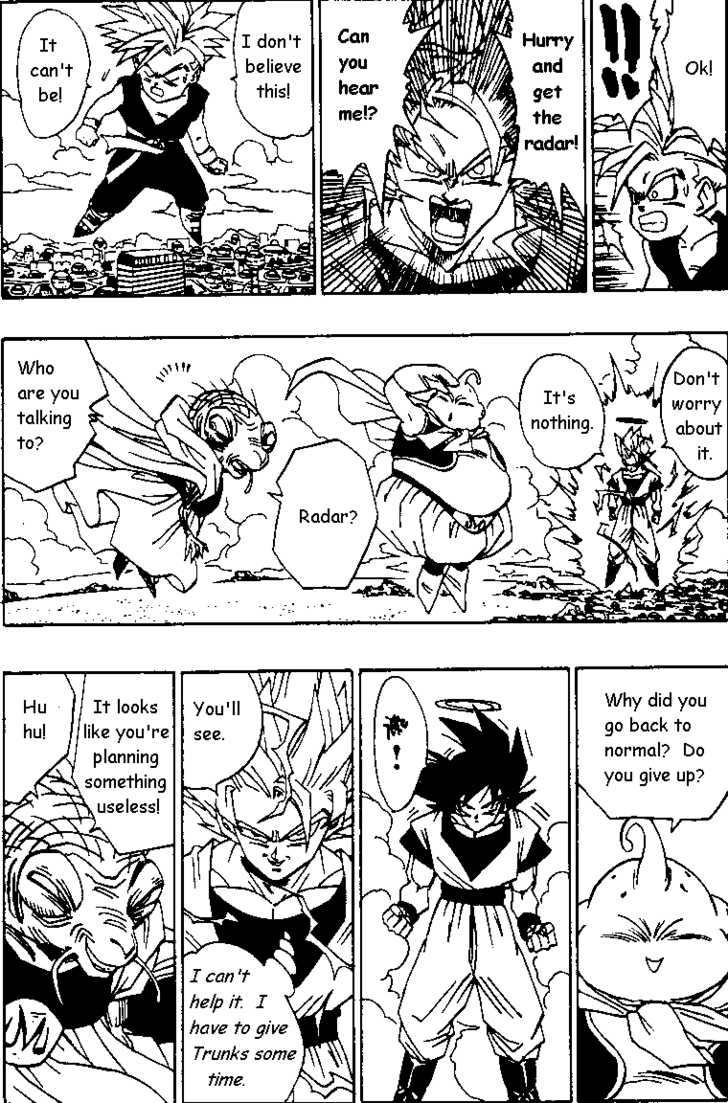 Ok!
!!
Hurry
and
get
the
radar!
Can
you
hear
me!?
I don't
believe
this!
It
can't
be!
Don't
worry
about
it.
It's
nothing.
Radar?
Who
are you
talking
to?
Why did you
go back to
normal? Do
you give up?
!
You'll
see.
I can't
help it. I
have to give
Trunks some
time.
It looks
like you're
planning
something
useless!
Hu
hu!
M